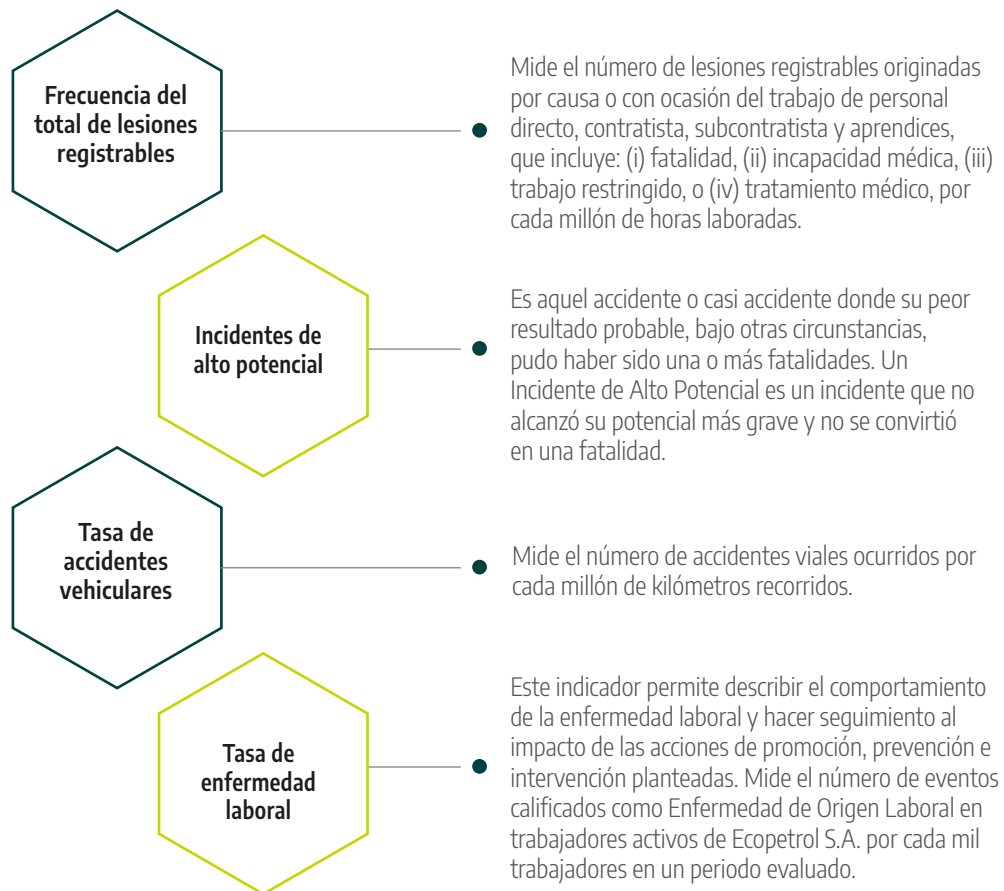 Frecuencia del
total de lesiones
registrables
Mide el número de lesiones registrables originadas
por causa o con ocasión del trabajo de personal
directo, contratista, subcontratista y aprendices,
que incluye: (i) fatalidad, (ii) incapacidad médica, (iii)
trabajo restringido, o (iv) tratamiento médico, por
cada millón de horas laboradas.
Incidentes de
alto potencial
Es aquel accidente o casi accidente donde su peor
resultado probable, bajo otras circunstancias,
pudo haber sido una o más fatalidades. Un
Incidente de Alto Potencial es un incidente que no
alcanzó su potencial más grave y no se convirtió
en una fatalidad.
Tasa de
accidentes
vehiculares
Mide el número de accidentes viales ocurridos por
cada millón de kilómetros recorridos.
Tasa de
enfermedad
laboral
Este indicador permite describir el comportamiento
de la enfermedad laboral y hacer seguimiento al
impacto de las acciones de promoción, prevención e
intervención planteadas. Mide el número de eventos
calificados como Enfermedad de Origen Laboral en
trabajadores activos de Ecopetrol S.A. por cada mil
trabajadores en un periodo evaluado.